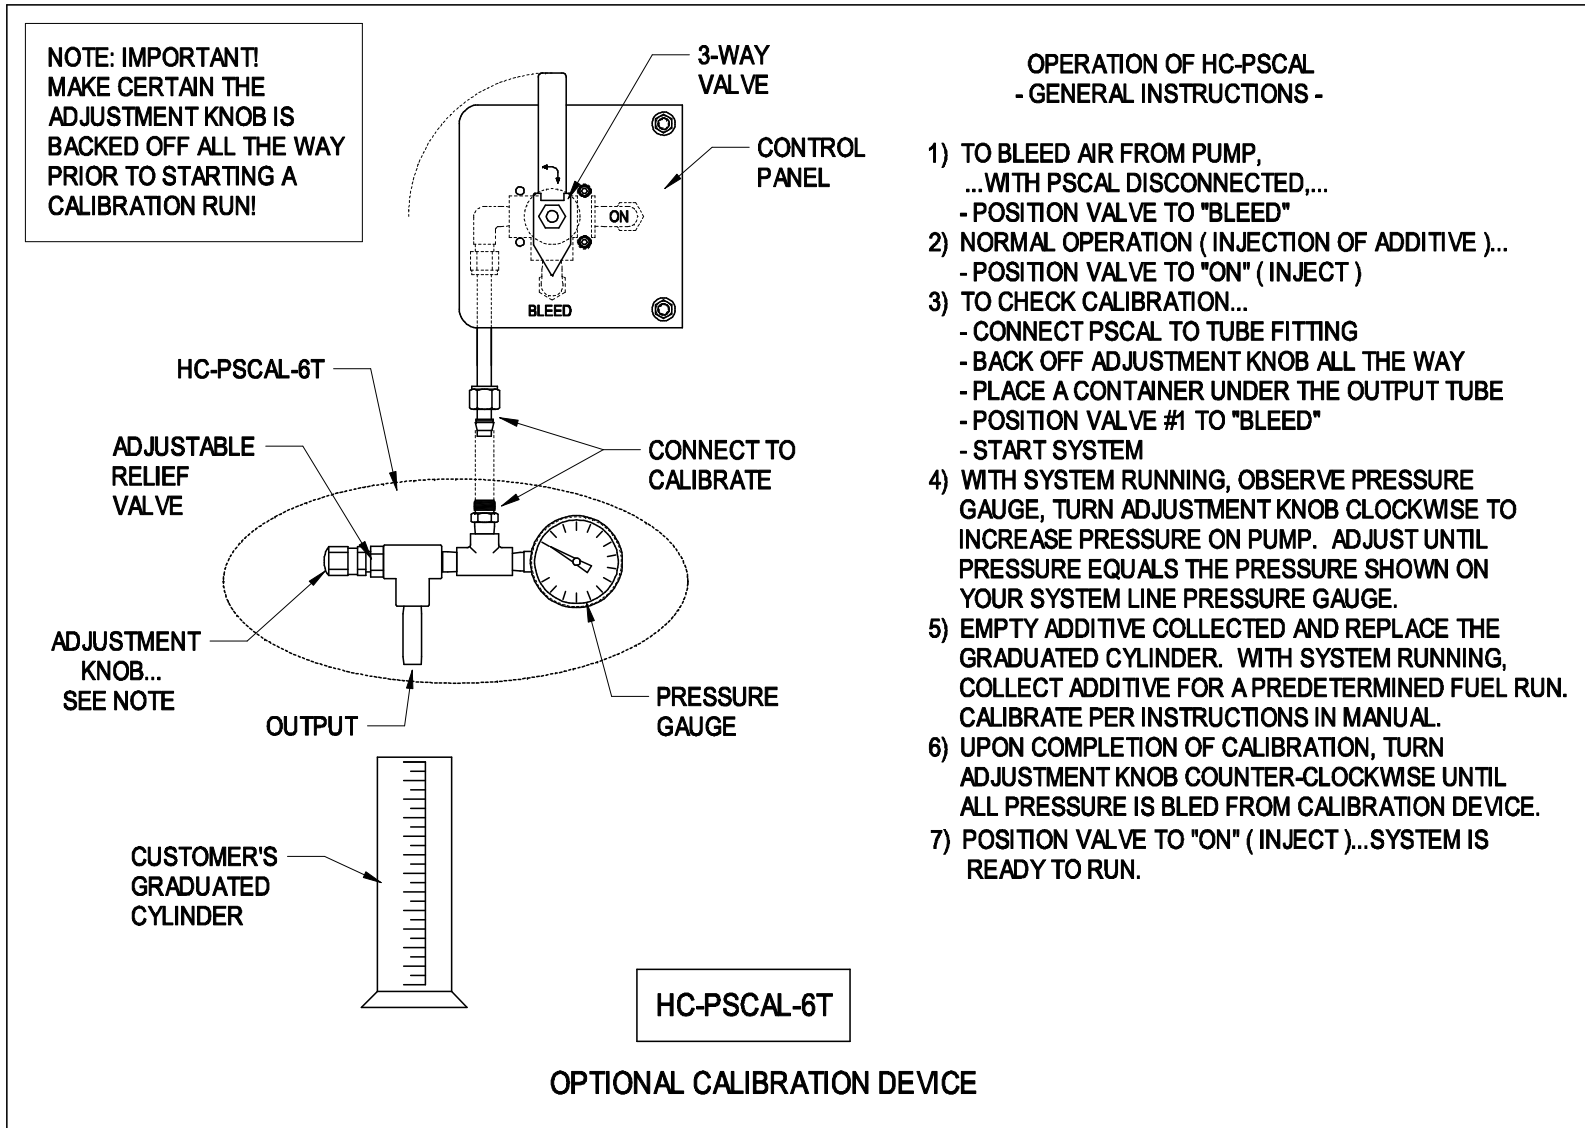 NOTE: IMPORTANT!
MAKE CERTAIN THE
ADJUSTMENT KNOB IS
BACKED OFF ALL THE WAY
PRIOR TO STARTING A
CALIBRATION RUN!
3-WAY
VALVE
CONTROL
PANEL
ON
BLEED
HC-PSCAL-6T
ADJUSTABLE
RELIEF
VALVE
CONNECT TO
CALIBRATE
ADJUSTMENT
KNOB...
SEE NOTE
OUTPUT
PRESSURE
GAUGE
CUSTOMER'S
GRADUATED
CYLINDER
OPERATION OF HC-PSCAL
- GENERAL INSTRUCTIONS -
1) TO BLEED AIR FROM PUMP,
...WITH PSCAL DISCONNECTED,...
- POSITION VALVE TO "BLEED"
2) NORMAL OPERATION ( INJECTION OF ADDITIVE )...
- POSITION VALVE TO "ON" ( INJECT )
3) TO CHECK CALIBRATION...
- CONNECT PSCAL TO TUBE FITTING
- BACK OFF ADJUSTMENT KNOB ALL THE WAY
- PLACE A CONTAINER UNDER THE OUTPUT TUBE
- POSITION VALVE #1 TO "BLEED"
- START SYSTEM
4) WITH SYSTEM RUNNING, OBSERVE PRESSURE
GAUGE, TURN ADJUSTMENT KNOB CLOCKWISE TO
INCREASE PRESSURE ON PUMP. ADJUST UNTIL
PRESSURE EQUALS THE PRESSURE SHOWN ON
YOUR SYSTEM LINE PRESSURE GAUGE.
5) EMPTY ADDITIVE COLLECTED AND REPLACE THE
GRADUATED CYLINDER. WITH SYSTEM RUNNING,
COLLECT ADDITIVE FOR A PREDETERMINED FUEL RUN.
CALIBRATE PER INSTRUCTIONS IN MANUAL.
6) UPON COMPLETION OF CALIBRATION, TURN
ADJUSTMENT KNOB COUNTER-CLOCKWISE UNTIL
ALL PRESSURE IS BLED FROM CALIBRATION DEVICE.
7) POSITION VALVE TO "ON" ( INJECT )...SYSTEM IS
READY TO RUN.
HC-PSCAL-6T
OPTIONAL CALIBRATION DEVICE